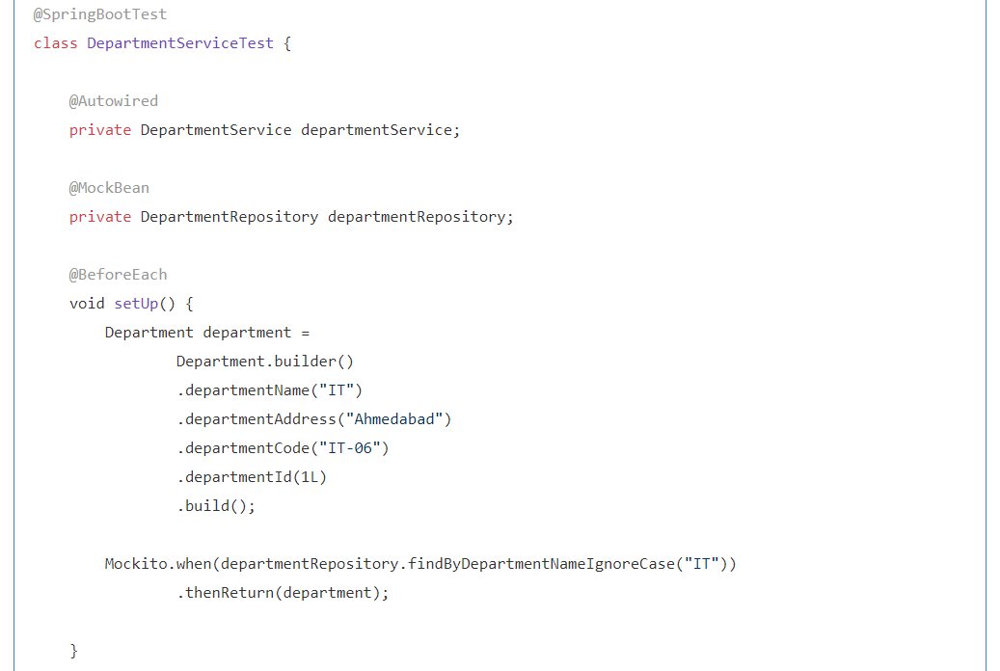 @SpringBootTest
class DepartmentServiceTest {
@Autowired
private DepartmentService departmentService;
@MockBean
private DepartmentRepository departmentRepository;
@BeforeEach
void setUp() {
Department department =
Department.builder()
.departmentName("IT")
.departmentAddress("Ahmedabad")
.departmentCode("IT-06")
.departmentId(1L)
.build();
Mockito.when(departmentRepository.findByDepartmentNameIgnoreCase("IT"))
.thenReturn(department);
}